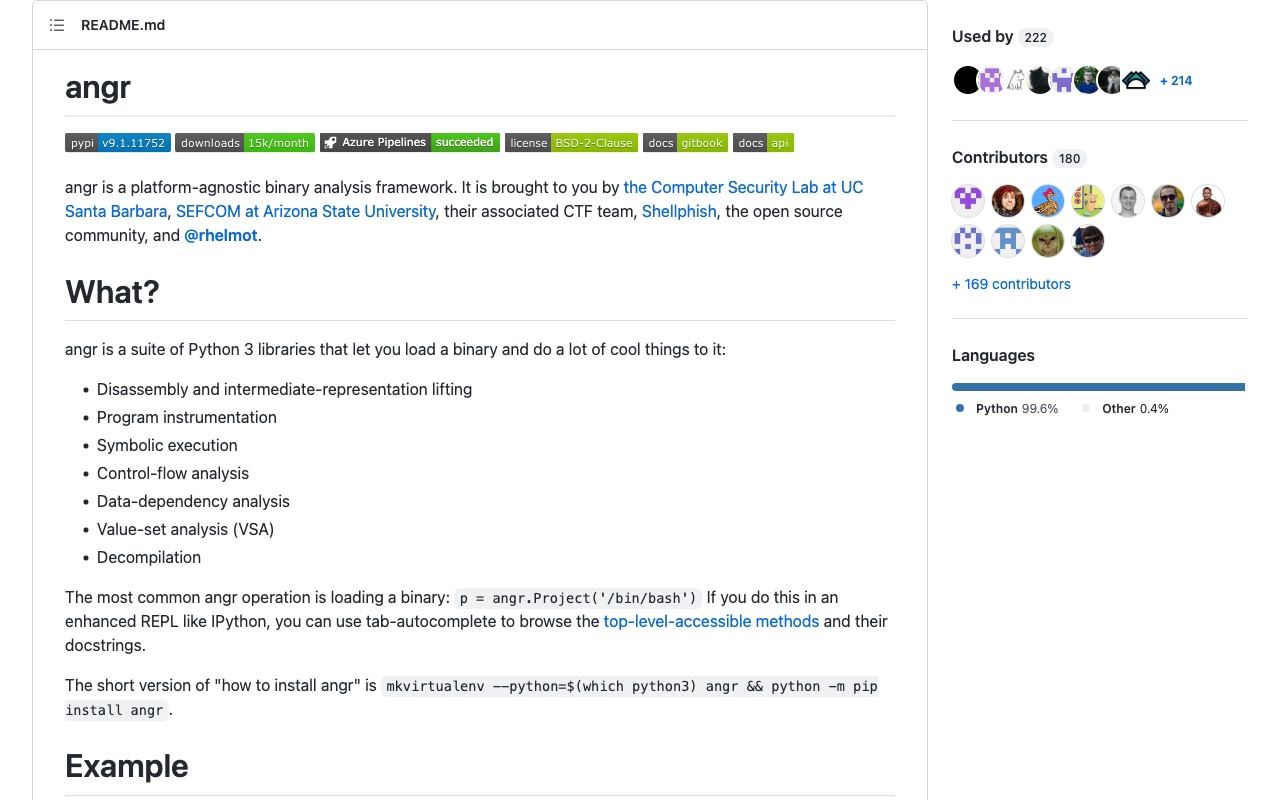 README.md
angr
pypi v9.1.11752 downloads 15k/month Azure Pipelines succeeded license BSD-2-Clause docs gitbook docs api
angr is a platform-agnostic binary analysis framework. It is brought to you by the Computer Security Lab at UC
Santa Barbara, SEFCOM at Arizona State University, their associated CTF team, Shellphish, the open source
community, and @rhelmot.
What?
angr is a suite of Python 3 libraries that let you load a binary and do a lot of cool things to it:
• Disassembly and intermediate-representation lifting
• Program instrumentation
• Symbolic execution
• Control-flow analysis
• Data-dependency analysis
• Value-set analysis (VSA)
• Decompilation
The most common angr operation is loading a binary: p = angr.Project('/bin/bash') If you do this in an
enhanced REPL like IPython, you can use tab-autocomplete to browse the top-level-accessible methods and their
docstrings.
The short version of "how to install angr" is mkvirtualenv --python=$(which python3) angr && python -m pip
install angr .
Example
Used by 222
+ 214
Contributors 180
+ 169 contributors
Languages
Python 99.6% Other 0.4%